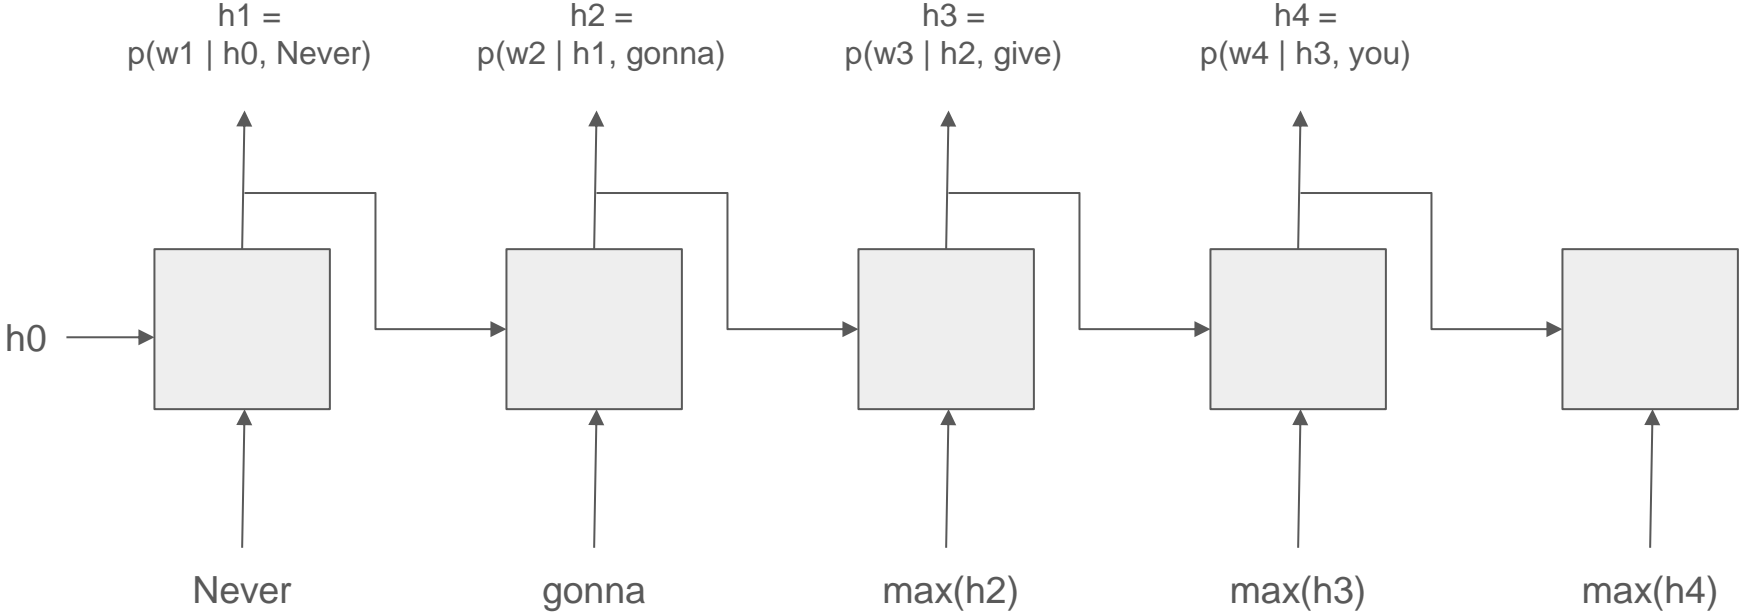 h1 =
p(w1 | h0, Never)
h2 =
p(w2 | h1, gonna)
h3 =
p(w3 | h2, give)
h4 =
p(w4 | h3, you)
h0
Never
gonna
max(h2)
max(h3)
max(h4)